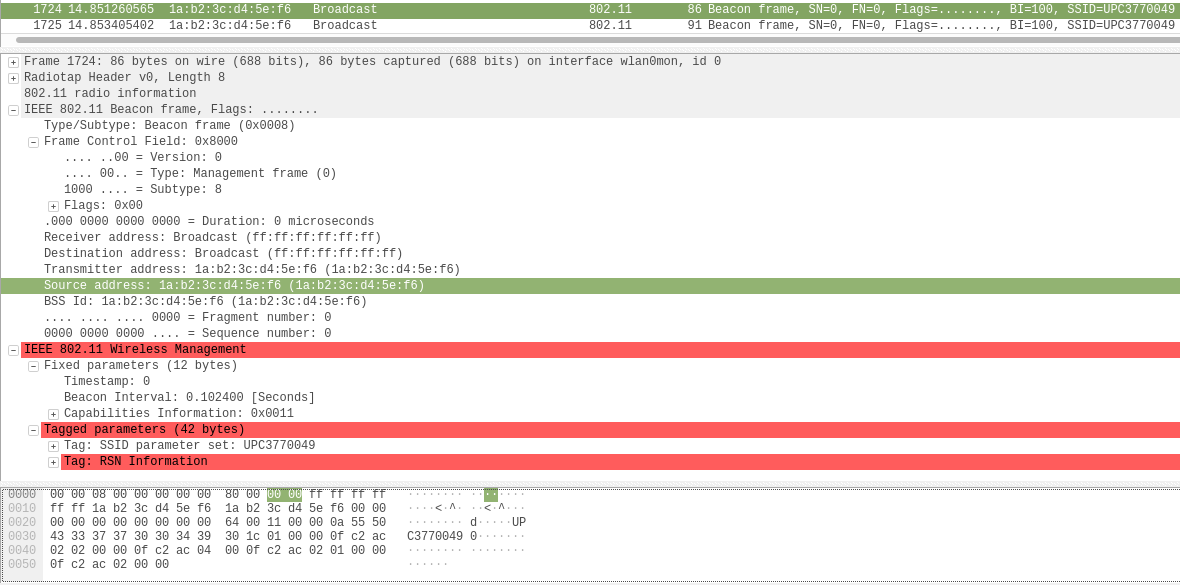 1724 14.851260565 1a:b2:3c:d4:5e:f6 Broadcast 802.11 86 Beacon frame, SN=0, FN=0, Flags=........, BI=100, SSID=UPC3770049
1725 14.853405402 1a:b2:3c:d4:5e:f6 Broadcast 802.11 91 Beacon frame, SN=0, FN=0, Flags=........, BI=100, SSID=UPC3770049
Frame 1724: 86 bytes on wire (688 bits), 86 bytes captured (688 bits) on interface wlan0mon, id 0
Radiotap Header v0, Length 8
802.11 radio information
IEEE 802.11 Beacon frame, Flags: ........
Type/Subtype: Beacon frame (0x0008)
Frame Control Field: 0x8000
.... ..00 = Version: 0
.... 00.. = Type: Management frame (0)
1000 .... = Subtype: 8
Flags: 0x00
.000 0000 0000 0000 = Duration: 0 microseconds
Receiver address: Broadcast (ff:ff:ff:ff:ff:ff)
Destination address: Broadcast (ff:ff:ff:ff:ff:ff)
Transmitter address: 1a:b2:3c:d4:5e:f6 (1a:b2:3c:d4:5e:f6)
Source address: 1a:b2:3c:d4:5e:f6 (1a:b2:3c:d4:5e:f6)
BSS Id: 1a:b2:3c:d4:5e:f6 (1a:b2:3c:d4:5e:f6)
.... .... .... 0000 = Fragment number: 0
0000 0000 0000 .... = Sequence number: 0
IEEE 802.11 Wireless Management
Fixed parameters (12 bytes)
Timestamp: 0
Beacon Interval: 0.102400 [Seconds]
Capabilities Information: 0x0011
Tagged parameters (42 bytes)
Tag: SSID parameter set: UPC3770049
Tag: RSN Information
0000 00 00 08 00 00 00 00 00 80 00 00 00 ff ff ff ff ········ ········
0010 ff ff 1a b2 3c d4 5e f6 1a b2 3c d4 5e f6 00 00 ····<·^· ··<·^···
0020 00 00 00 00 00 00 00 00 64 00 11 00 00 0a 55 50 ········ d·····UP
0030 43 33 37 37 30 30 34 39 30 1c 01 00 00 0f c2 ac C3770049 0·······
0040 02 02 00 00 0f c2 ac 04 00 0f c2 ac 02 01 00 00 ········ ········
0050 0f c2 ac 02 00 00 ······